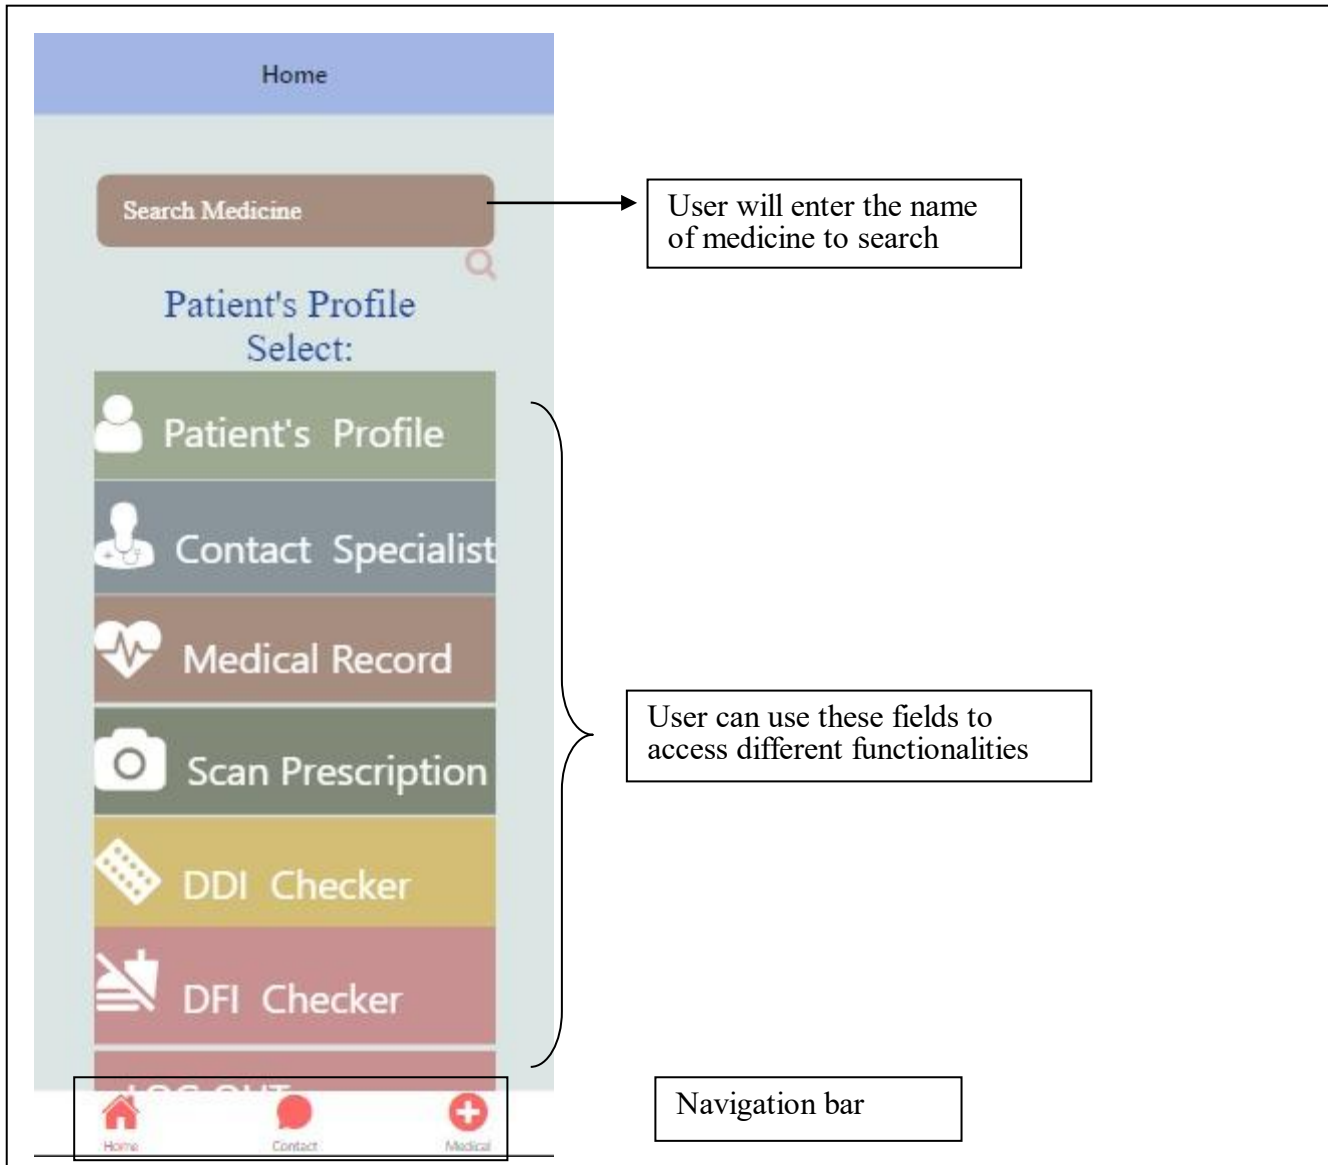 Home
Search Medicine
User will enter the name
of medicine to search
Patient's Profile
Select:
Patient's Profile
Contact Specialist
Medical Record
Scan Prescription
User can use these fields to
access different functionalities
DDI Checker
DFI Checker
LOG OUT
Home
Contact
Medical
Navigation bar